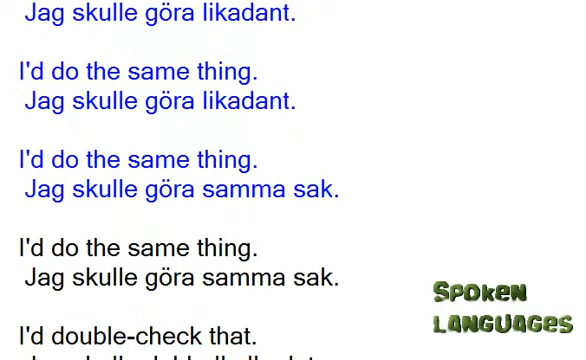 Jag skulle göra likadant.
I'd do the same thing.
Jag skulle göra likadant.
I'd do the same thing.
Jag skulle göra samma sak.
I'd do the same thing.
Jag skulle göra samma sak.
I'd double-check that.
SPOKEN
LANGUAGES